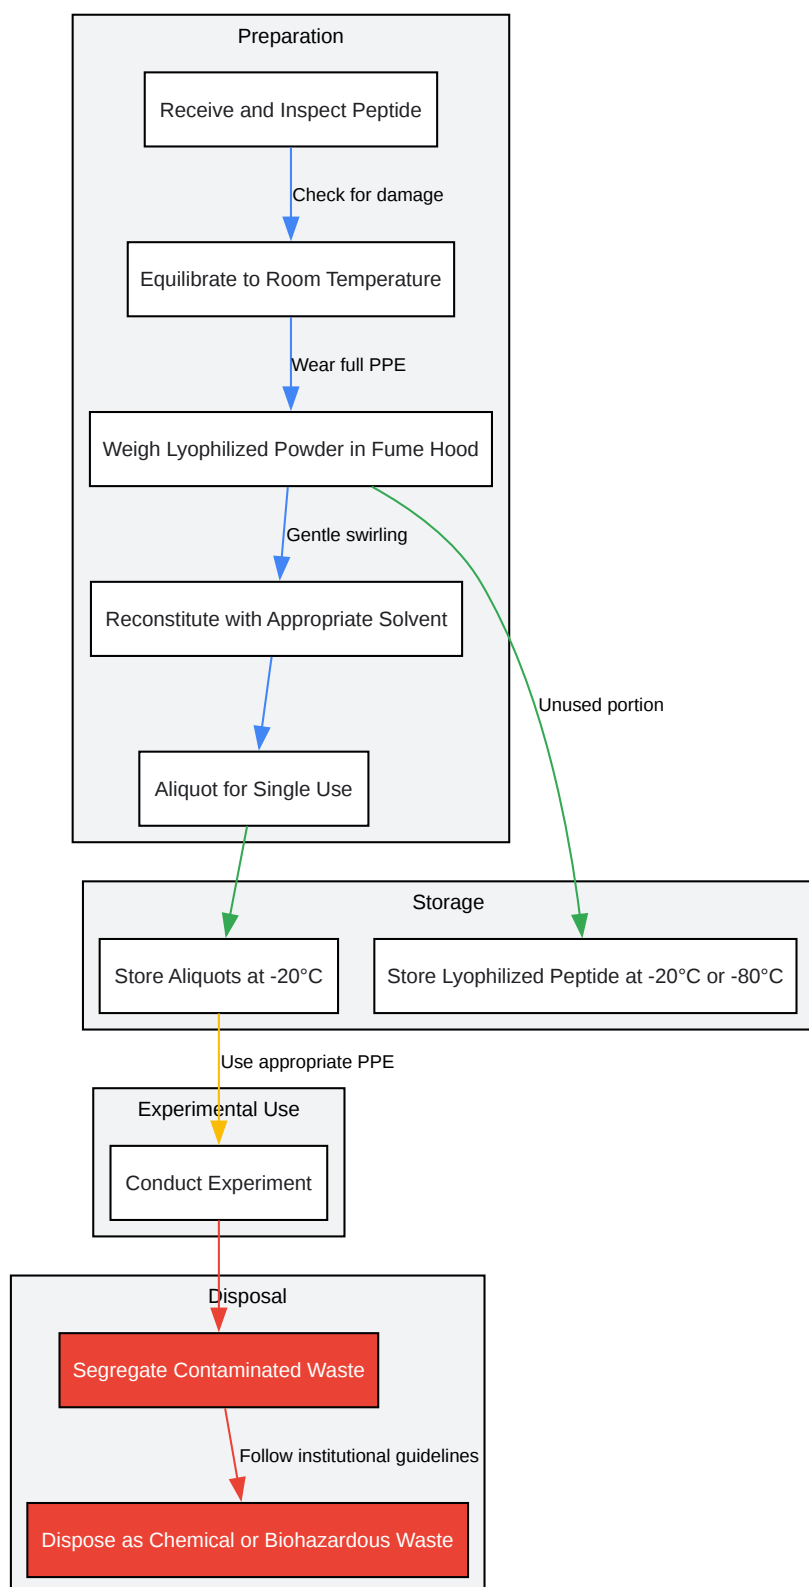 Preparation
Receive and Inspect Peptide
Check for damage
Equilibrate to Room Temperature
Wear full PPE
Weigh Lyophilized Powder in Fume Hood
Gentle swirling
Reconstitute with Appropriate Solvent
Unused portion
Aliquot for Single Use
Storage
Store Aliquots at -20°C
Store Lyophilized Peptide at -20°C or -80°C
Use appropriate PPE
Experimental Use
Conduct Experiment
Disposal
Segregate Contaminated Waste
Follow institutional guidelines
Dispose as Chemical or Biohazardous Waste